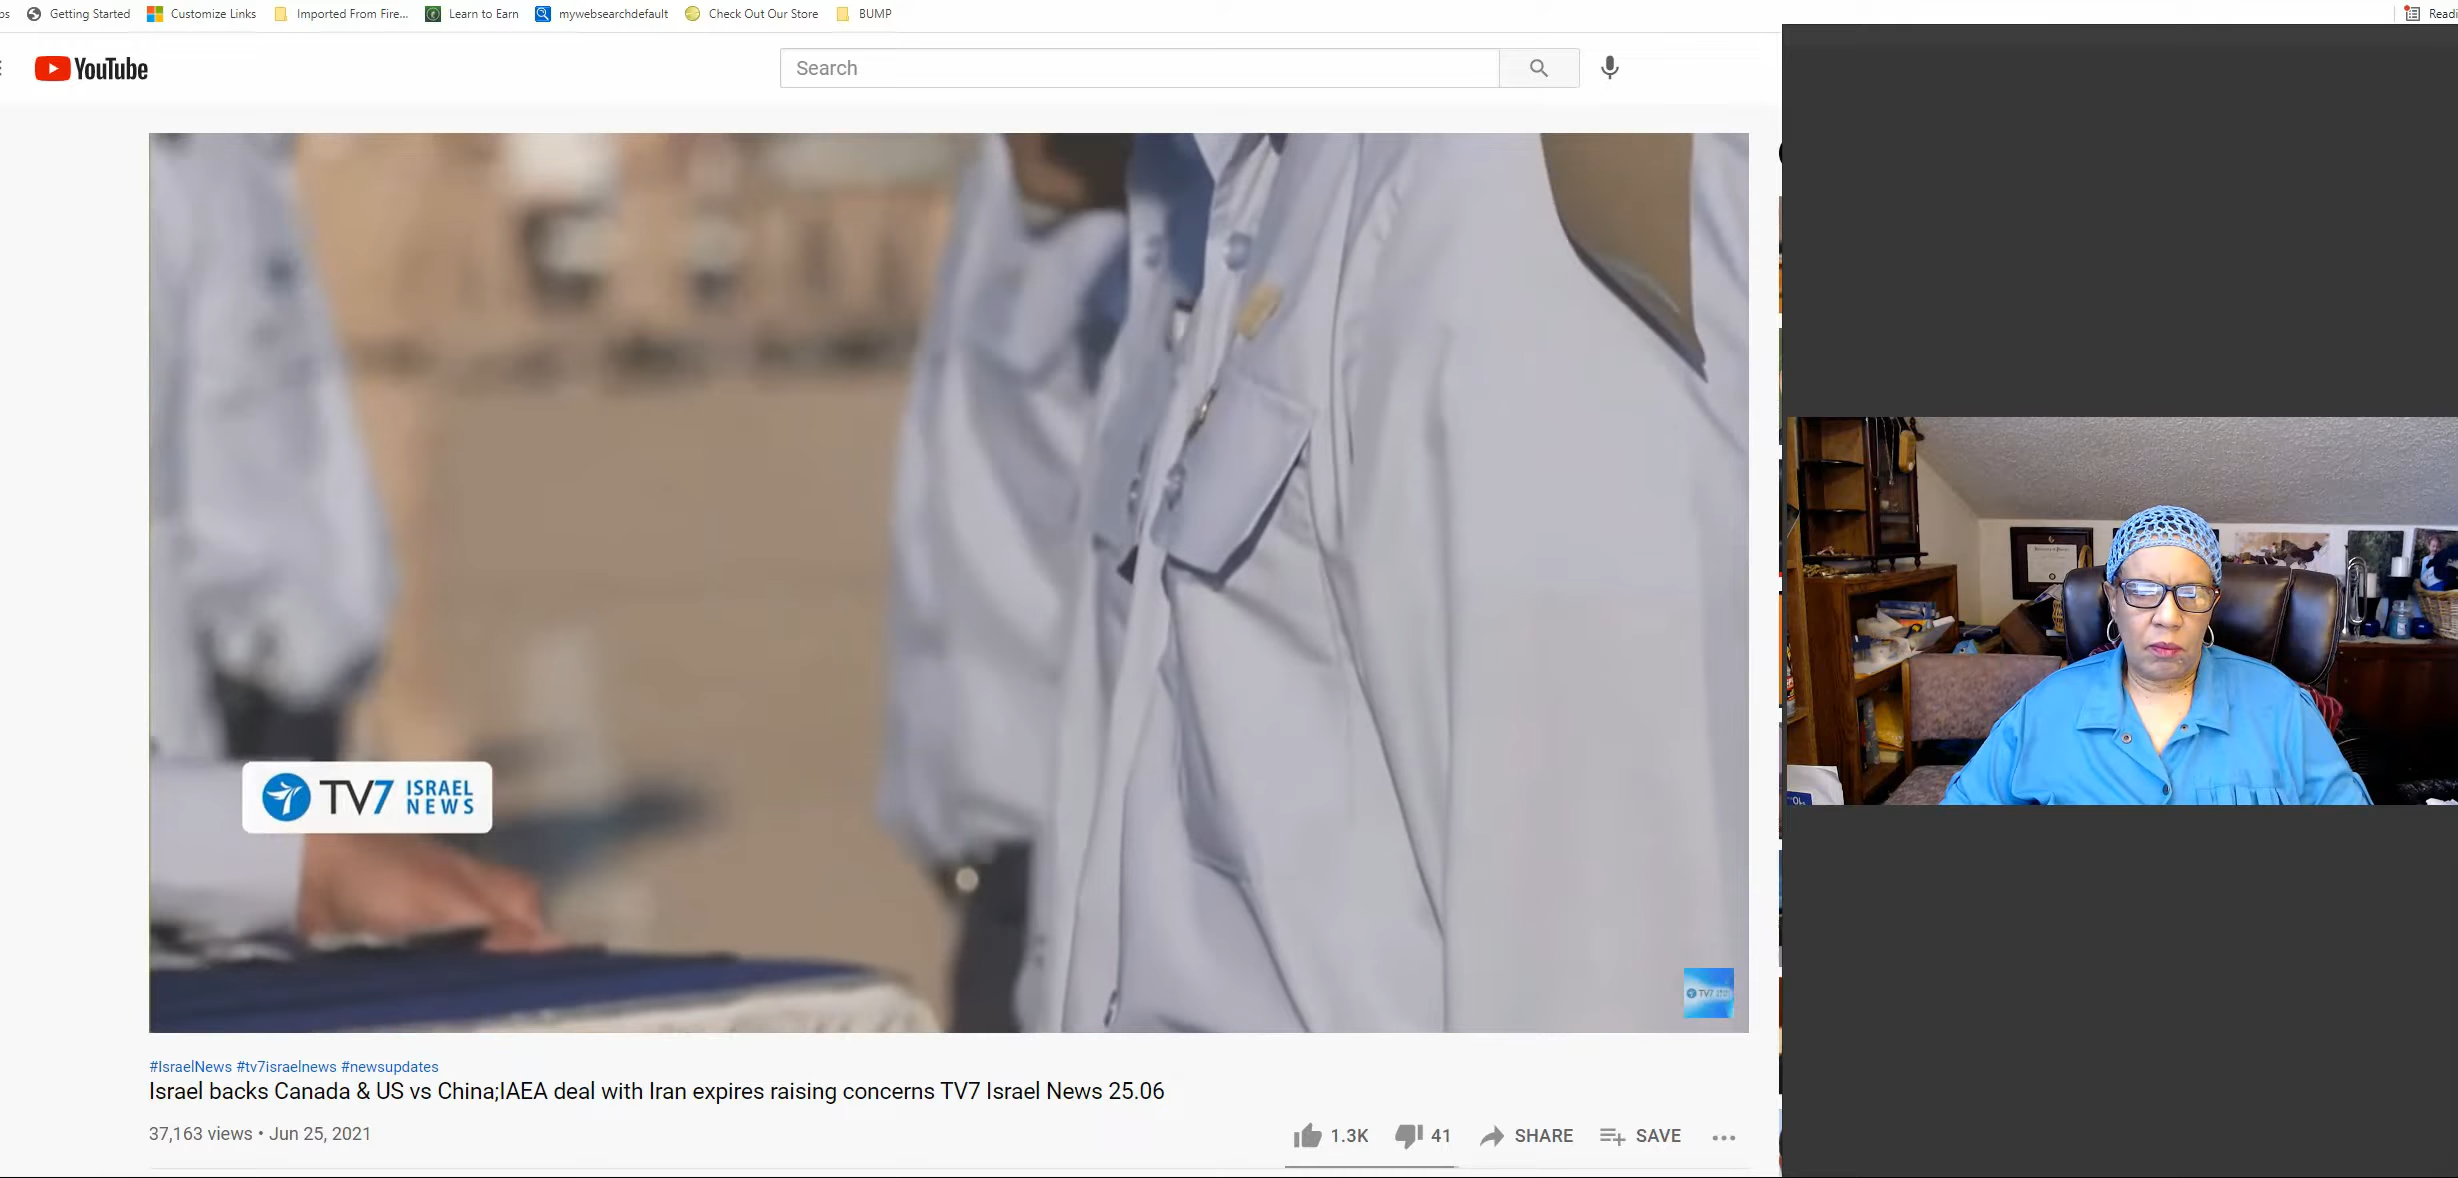 Getting Started Customize Links Imported From Fire... Learn to Earn mywebsearchdefault Check Out Our Store BUMP
YouTube
Search
TV7 ISRAEL NEWS
TV7
#IsraelNews #tv7israelnews #newsupdates
Israel backs Canada & US vs China;IAEA deal with Iran expires raising concerns TV7 Israel News 25.06
37,163 views • Jun 25, 2021
1.3K 41 SHARE SAVE